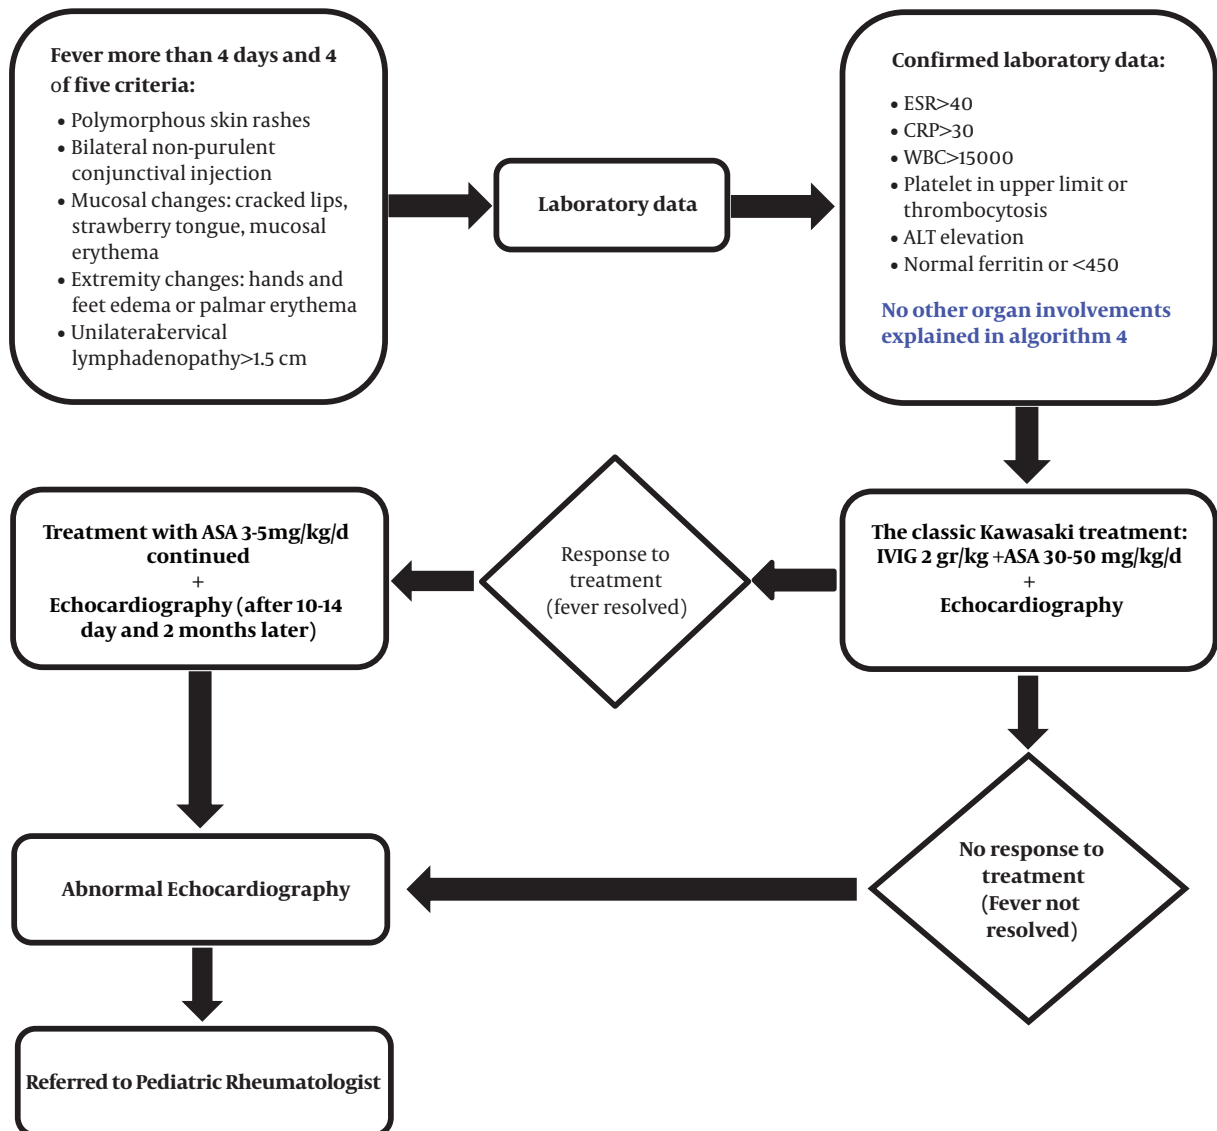 Fever more than 4 days and 4
of five criteria:
• Polymorphous skin rashes
• Bilateral non-purulent
conjunctival injection
• Mucosal changes: cracked lips,
strawberry tongue, mucosal
erythema
• Extremity changes: hands and
feet edema or palmar erythema
• Unilateral cervical
lymphadenopathy>1.5 cm
Laboratory data
Confirmed laboratory data:
• ESR>40
• CRP>30
• WBC>15000
• Platelet in upper limit or
thrombocytosis
• ALT elevation
• Normal ferritin or <450
No other organ involvements
explained in algorithm 4
The classic Kawasaki treatment:
IVIG 2 gr/kg +ASA 30-50 mg/kg/d
+
Echocardiography
Response to
treatment
(fever resolved)
Treatment with ASA 3-5mg/kg/d
continued
+
Echocardiography (after 10-14
day and 2 months later)
No response to
treatment
(Fever not
resolved)
Abnormal Echocardiography
Referred to Pediatric Rheumatologist